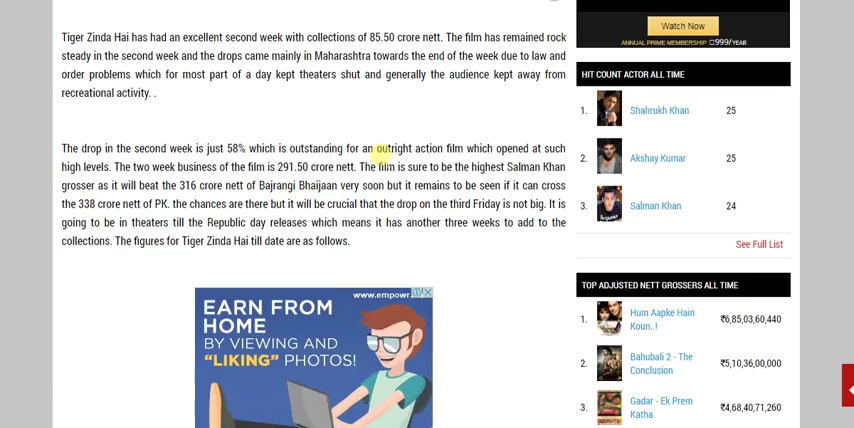 Tiger Zinda Hai has had an excellent second week with collections of 85.50 crore nett. The film has remained rock
steady in the second week and the drops came mainly in Maharashtra towards the end of the week due to law and
order problems which for most part of a day kept theaters shut and generally the audience kept away from
recreational activity. .
The drop in the second week is just 58% which is outstanding for an outright action film which opened at such
high levels. The two week business of the film is 291.50 crore nett. The film is sure to be the highest Salman Khan
grosser as it will beat the 316 crore nett of Bajrangi Bhaijaan very soon but it remains to be seen if it can cross
the 338 crore nett of PK. the chances are there but it will be crucial that the drop on the third Friday is not big. It is
going to be in theaters till the Republic day releases which means it has another three weeks to add to the
collections. The figures for Tiger Zinda Hai till date are as follows.
www.empowr
EARN FROM
HOME
BY VIEWING AND
“LIKING” PHOTOS!
Watch Now
ANNUAL PRIME MEMBERSHIP □999/YEAR
HIT COUNT ACTOR ALL TIME
1. Shahrukh Khan 25
2. Akshay Kumar 25
3. Salman Khan 24
See Full List
TOP ADJUSTED NETT GROSSERS ALL TIME
1. Hum Aapke Hain
Koun..! ₹6,85,03,60,440
2. Bahubali 2 - The
Conclusion ₹5,10,36,00,000
3. Gadar - Ek Prem
Katha ₹4,68,40,71,260